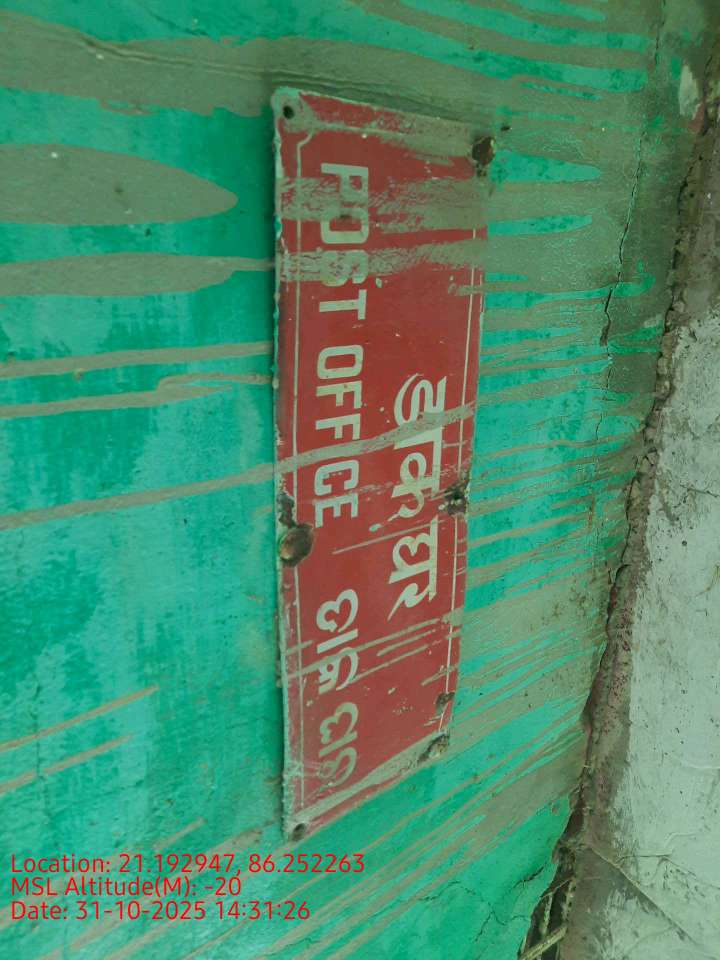 डाकघर
POST OFFICE ଡାକ ଘର
Location: 21.192947, 86.252263
MSL Altitude(M): -20
Date: 31-10-2025 14:31:26